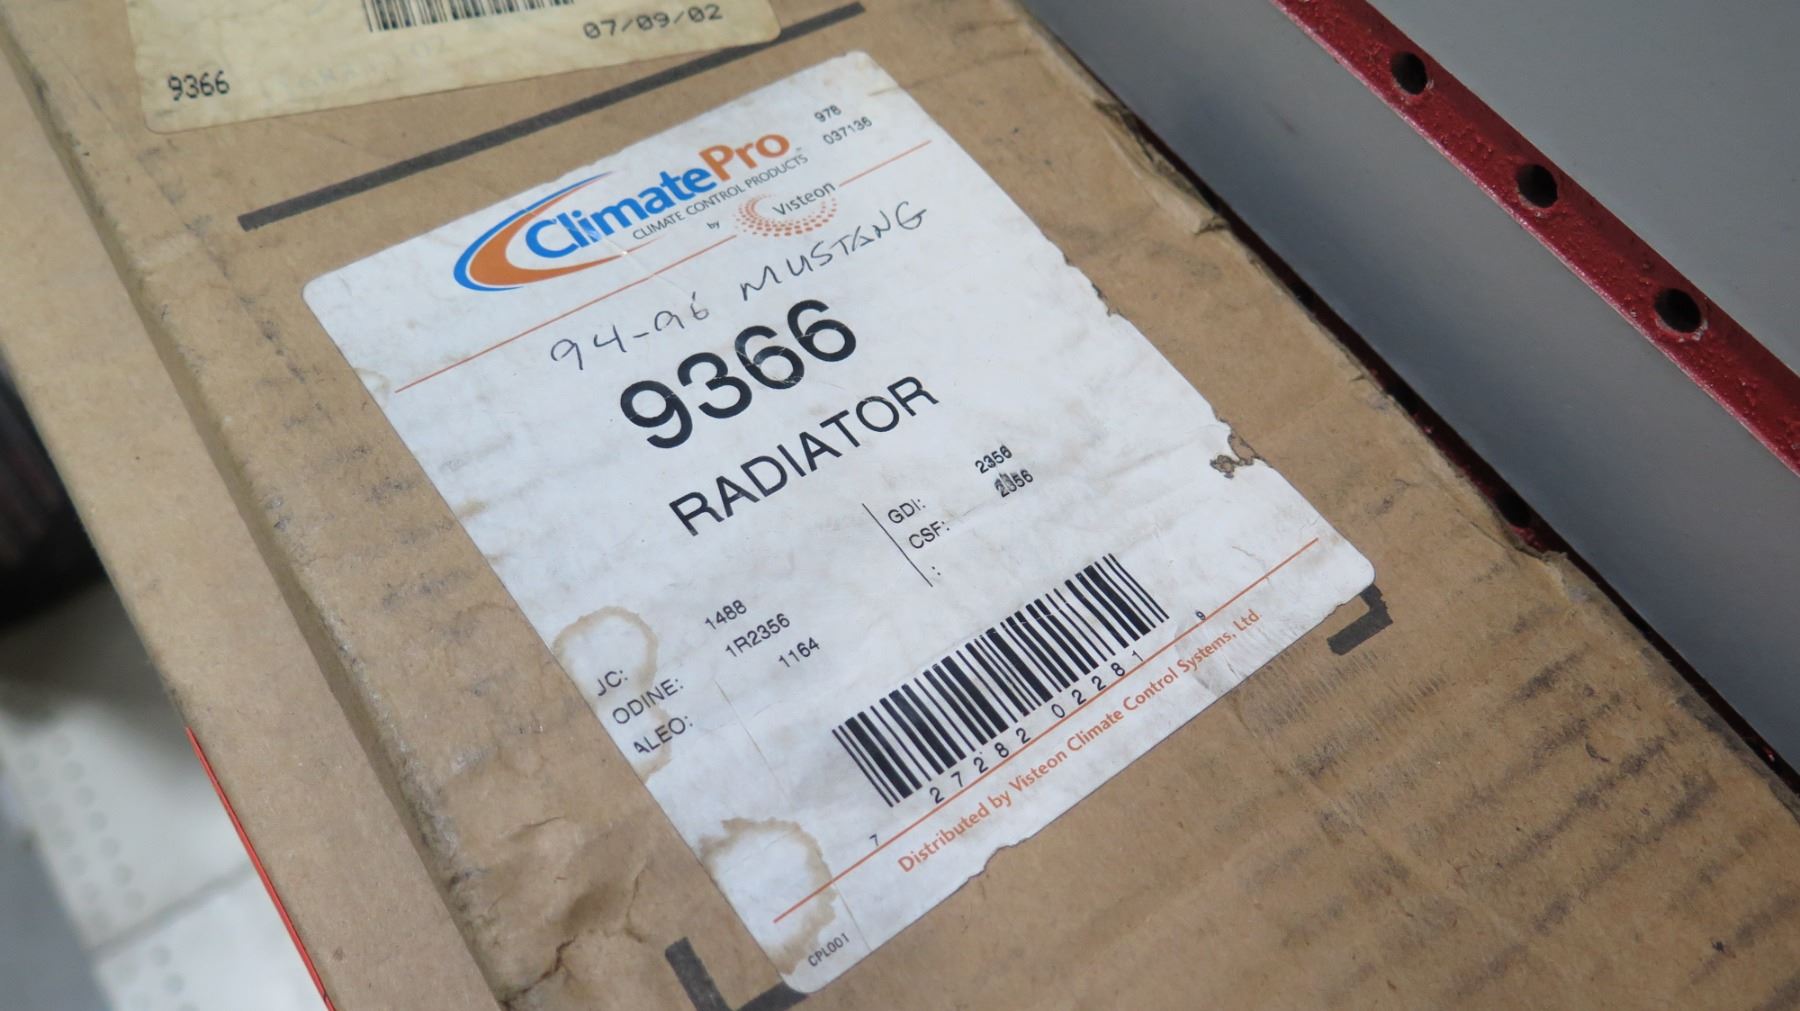 07/09/02
9366
ClimatePro
CLIMATE CONTROL PRODUCTS
by Visteon
978
037136
94-96 MUSTANG
9366
RADIATOR
GDI: 2356
CSF: 2356
:
JC: 1488
ODINE: 1R2356
ALEO: 1164
7 27282 02281 9
Distributed by Visteon Climate Control Systems, Ltd
CPL001